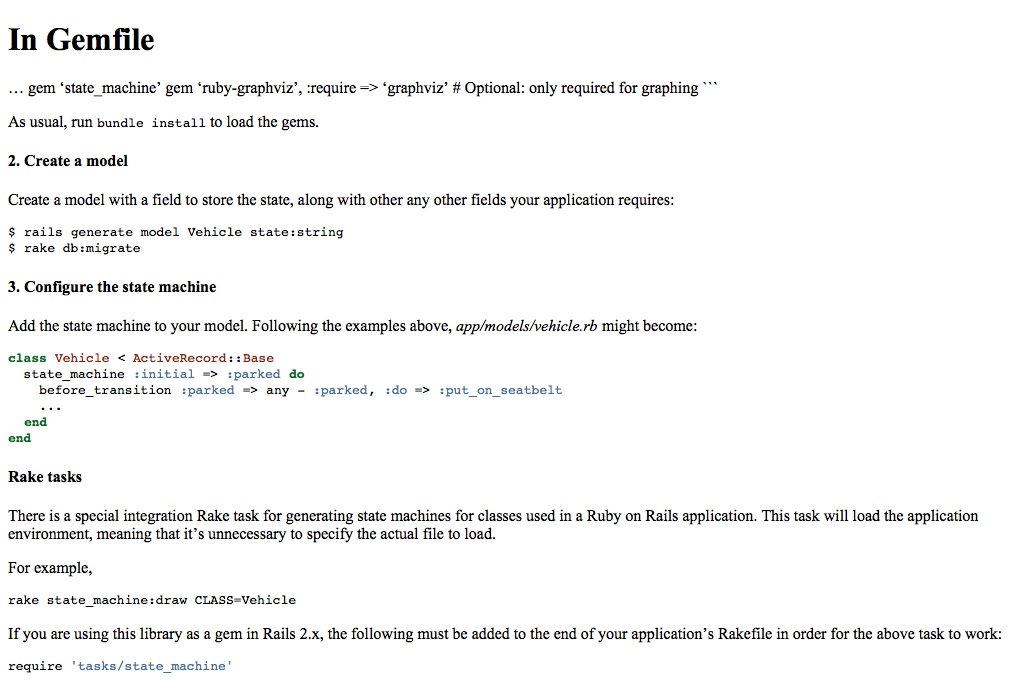 In Gemfile
… gem ‘state_machine’ gem ‘ruby-graphviz’, :require => ‘graphviz’ # Optional: only required for graphing ```
As usual, run bundle install to load the gems.
2. Create a model
Create a model with a field to store the state, along with other any other fields your application requires:
$ rails generate model Vehicle state:string
$ rake db:migrate
3. Configure the state machine
Add the state machine to your model. Following the examples above, app/models/vehicle.rb might become:
class Vehicle < ActiveRecord::Base
  state_machine :initial => :parked do
    before_transition :parked => any - :parked, :do => :put_on_seatbelt
    ...
  end
end
Rake tasks
There is a special integration Rake task for generating state machines for classes used in a Ruby on Rails application. This task will load the application
environment, meaning that it’s unnecessary to specify the actual file to load.
For example,
rake state_machine:draw CLASS=Vehicle
If you are using this library as a gem in Rails 2.x, the following must be added to the end of your application’s Rakefile in order for the above task to work:
require 'tasks/state_machine'